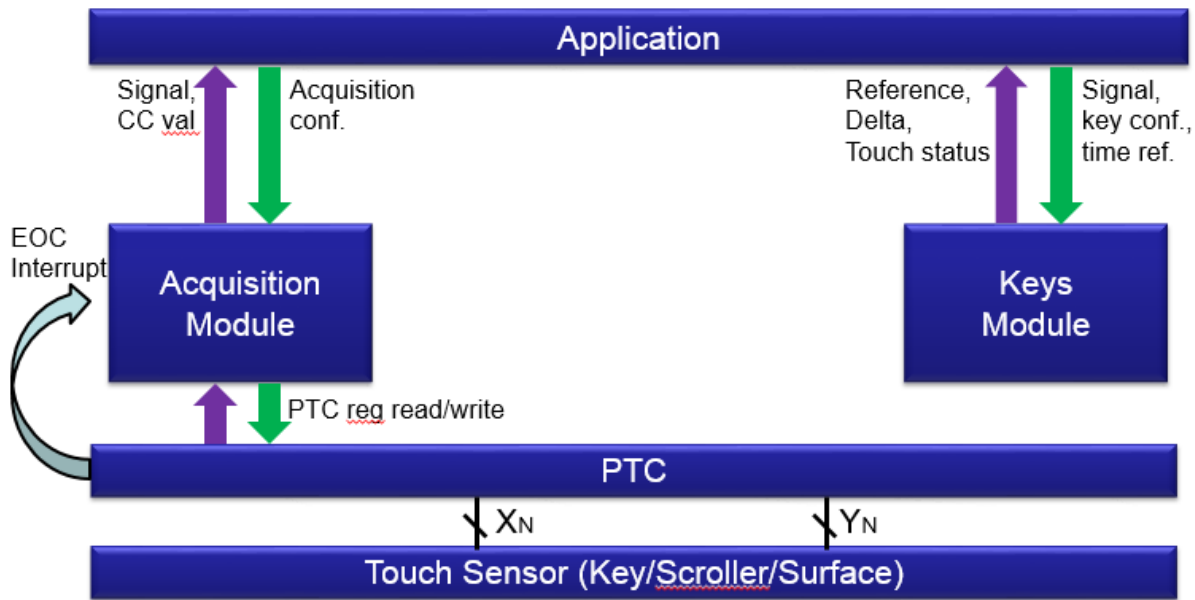 Application
Signal,
CC val
Acquisition
conf.
Reference,
Delta,
Touch status
Signal,
key conf.,
time ref.
EOC
Interrupt
Acquisition
Module
Keys
Module
PTC reg read/write
PTC
XN
YN
Touch Sensor (Key/Scroller/Surface)